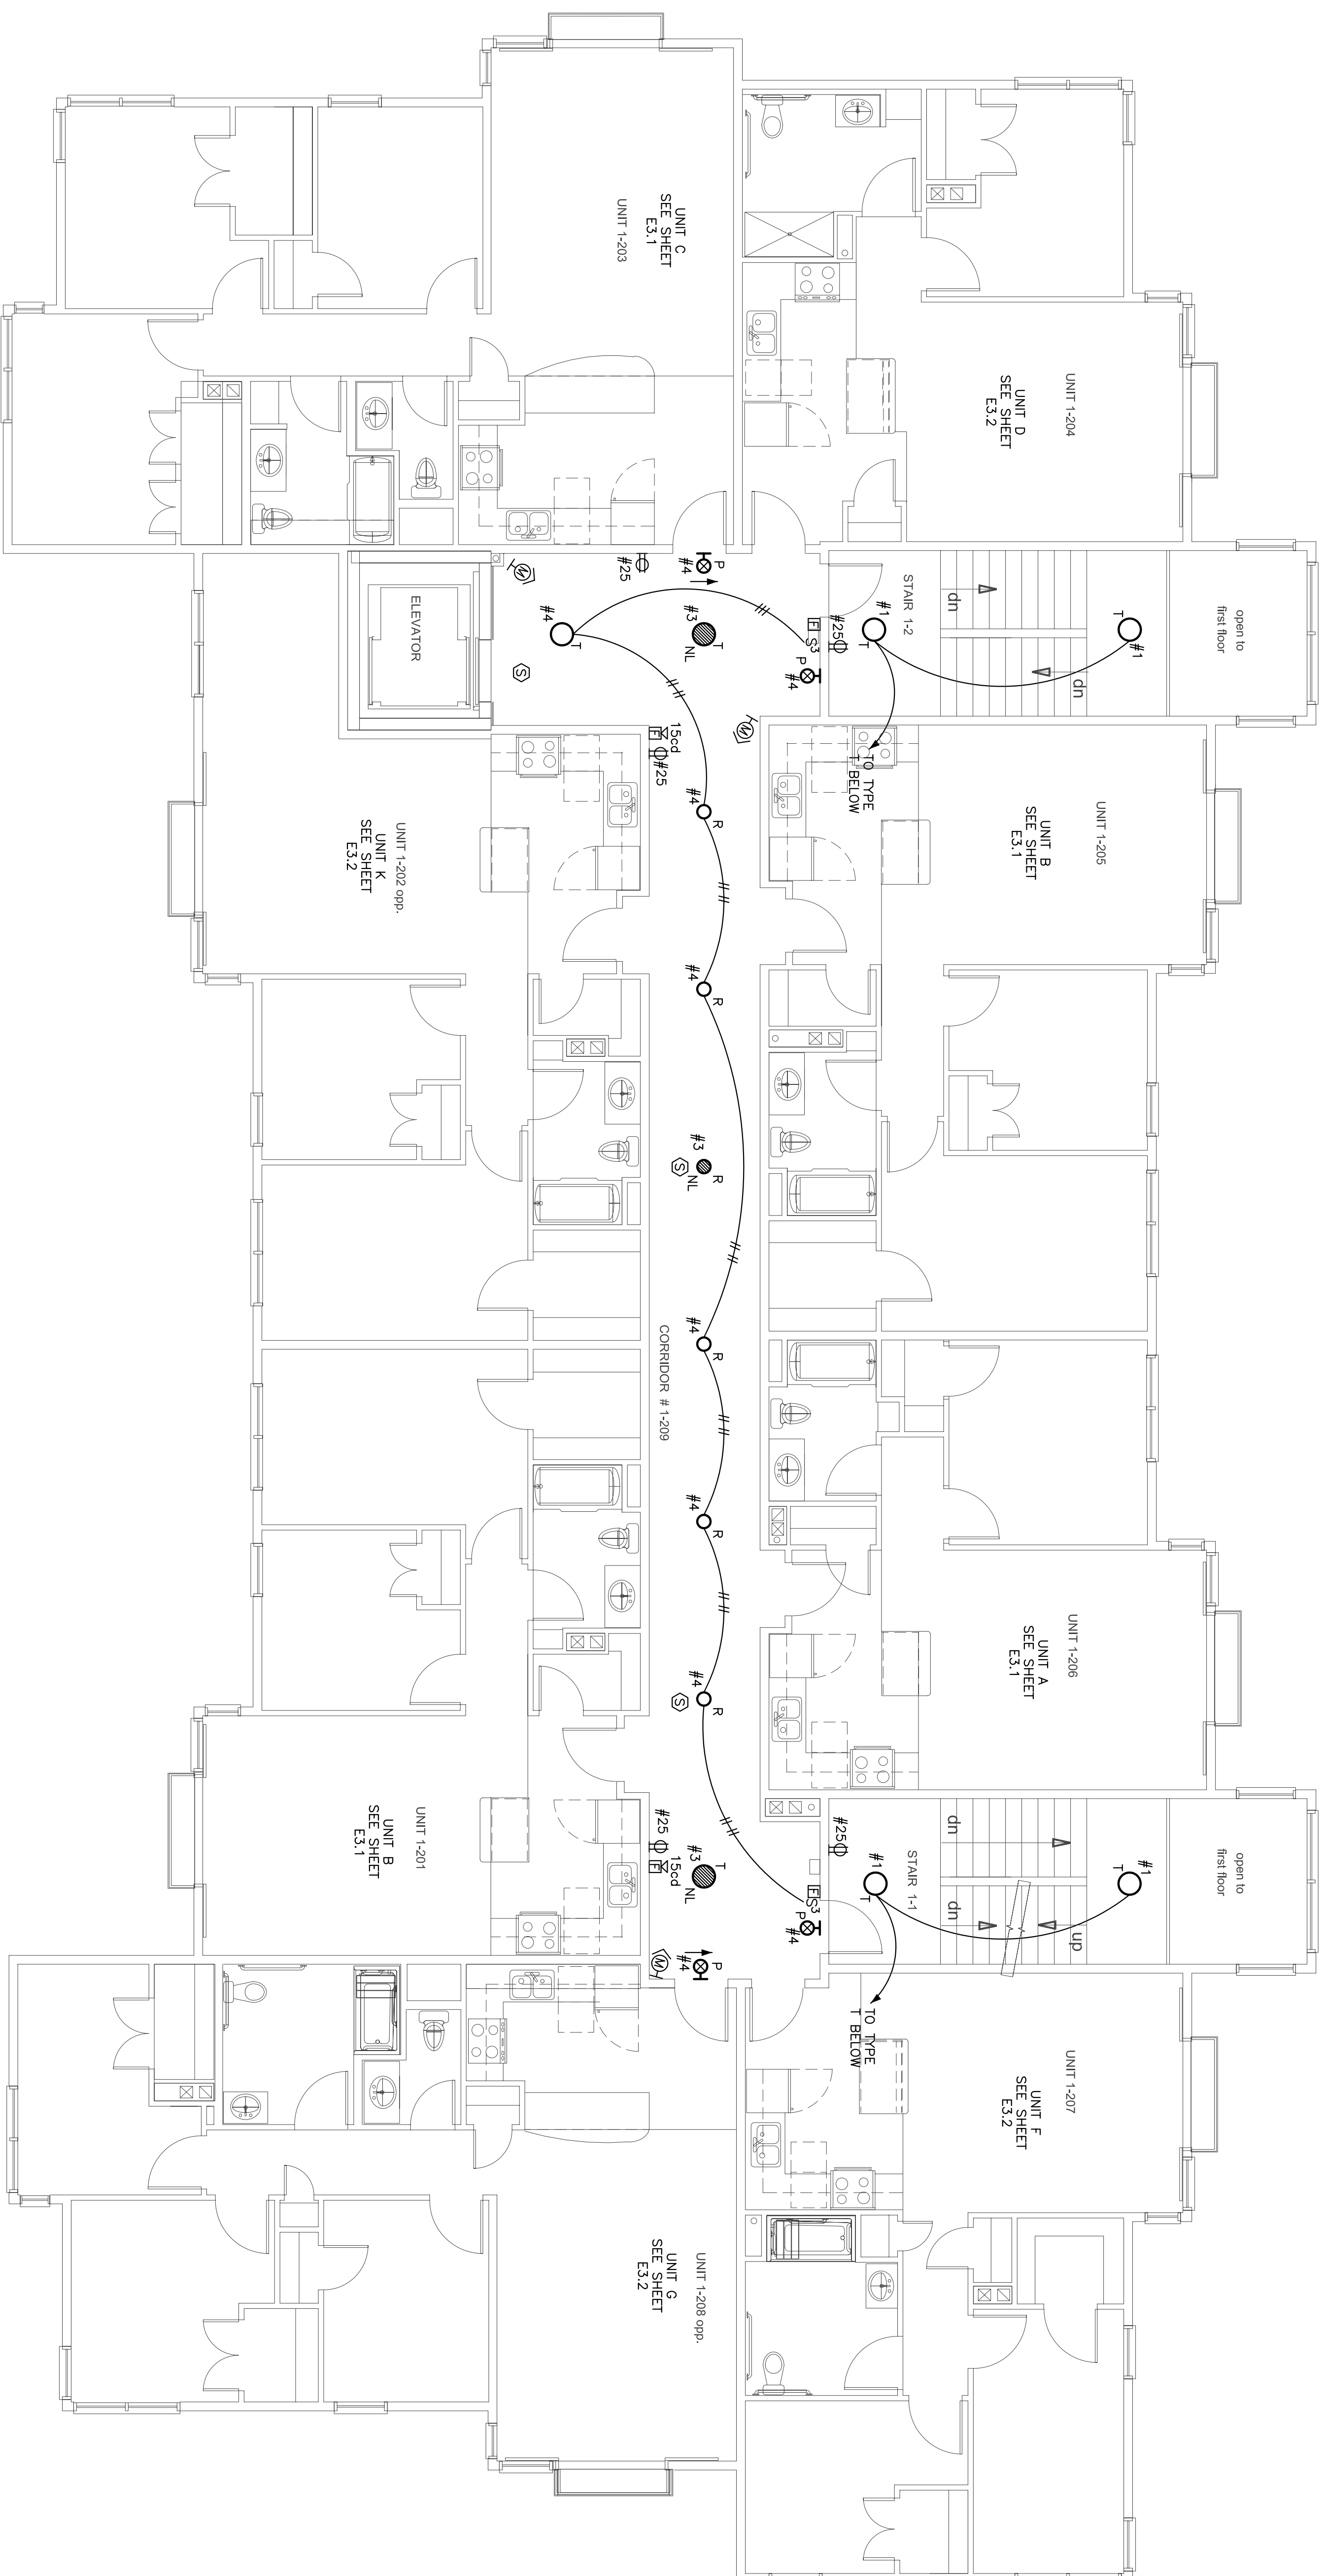 UNIT C
SEE SHEET
E3.1
UNIT 1-203
UNIT 1-204
UNIT D
SEE SHEET
E3.2
open to
first floor
STAIR 1-2
dn
dn
#1
T
#1
T
TO TYPE
T BELOW
#25
F
S3
P
#4
P
#4
#25
M
ELEVATOR
#4
T
S
#3
T
NL
M
15cd
F
#25
UNIT 1-202 opp.
UNIT K
SEE SHEET
E3.2
UNIT 1-205
UNIT B
SEE SHEET
E3.1
#4
R
#4
R
#3
R
NL
S
#4
R
CORRIDOR # 1-209
#4
R
#4
R
S
UNIT 1-206
UNIT A
SEE SHEET
E3.1
UNIT 1-201
UNIT B
SEE SHEET
E3.1
open to
first floor
STAIR 1-1
dn
dn
up
#1
T
#1
T
TO TYPE
T BELOW
#25
F
S3
P
#4
#25
F
15cd
#3
T
NL
P
#4
M
UNIT 1-207
UNIT F
SEE SHEET
E3.2
UNIT 1-208 opp.
UNIT G
SEE SHEET
E3.2